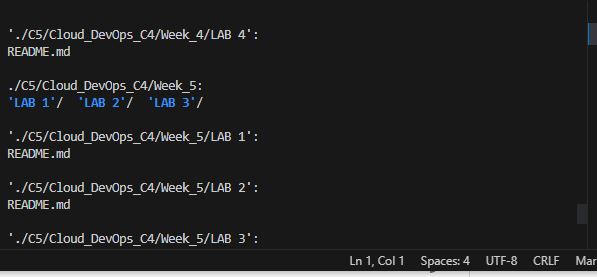 './C5/Cloud_DevOps_C4/Week_4/LAB 4':
README.md
./C5/Cloud_DevOps_C4/Week_5:
'LAB 1'/  'LAB 2'/  'LAB 3'/
'./C5/Cloud_DevOps_C4/Week_5/LAB 1':
README.md
'./C5/Cloud_DevOps_C4/Week_5/LAB 2':
README.md
'./C5/Cloud_DevOps_C4/Week_5/LAB 3':
Ln 1, Col 1  Spaces: 4  UTF-8  CRLF  Mar